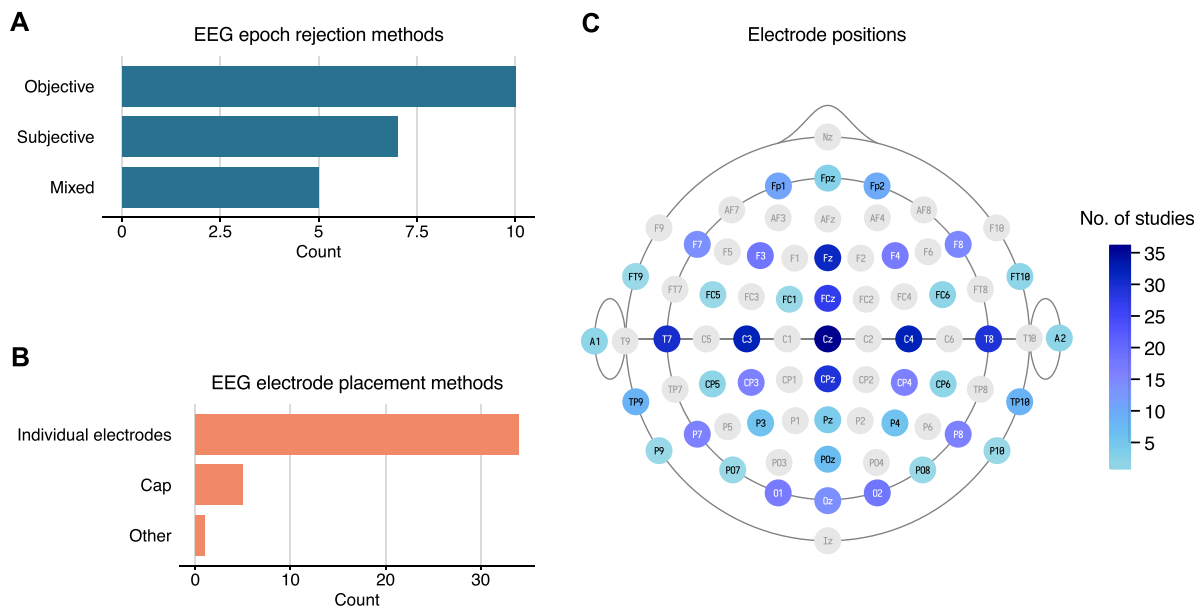 A
EEG epoch rejection methods
Objective
Subjective
Mixed
0 2.5 5 7.5 10
Count
B
EEG electrode placement methods
Individual electrodes
Cap
Other
0 10 20 30
Count
C
Electrode positions
Nz
Fp1 Fpz Fp2
AF7 AF3 AFz AF4 AF8
F9 F7 F5 F3 F1 Fz F2 F4 F6 F8 F10
FT9 FT7 FC5 FC3 FC1 FCz FC2 FC4 FC6 FT8 FT10
A1 T9 T7 C5 C3 C1 Cz C2 C4 C6 T8 T10 A2
TP9 TP7 CP5 CP3 CP1 CPz CP2 CP4 CP6 TP8 TP10
P9 P7 P5 P3 P1 Pz P2 P4 P6 P8 P10
PO7 PO3 POz PO4 PO8
O1 Oz O2
Iz
No. of studies
35
30
25
20
15
10
5